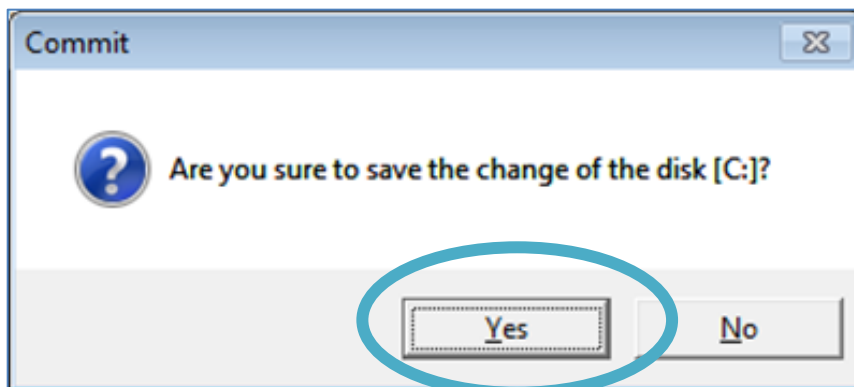 Commit
Are you sure to save the change of the disk [C:]?
Yes
No